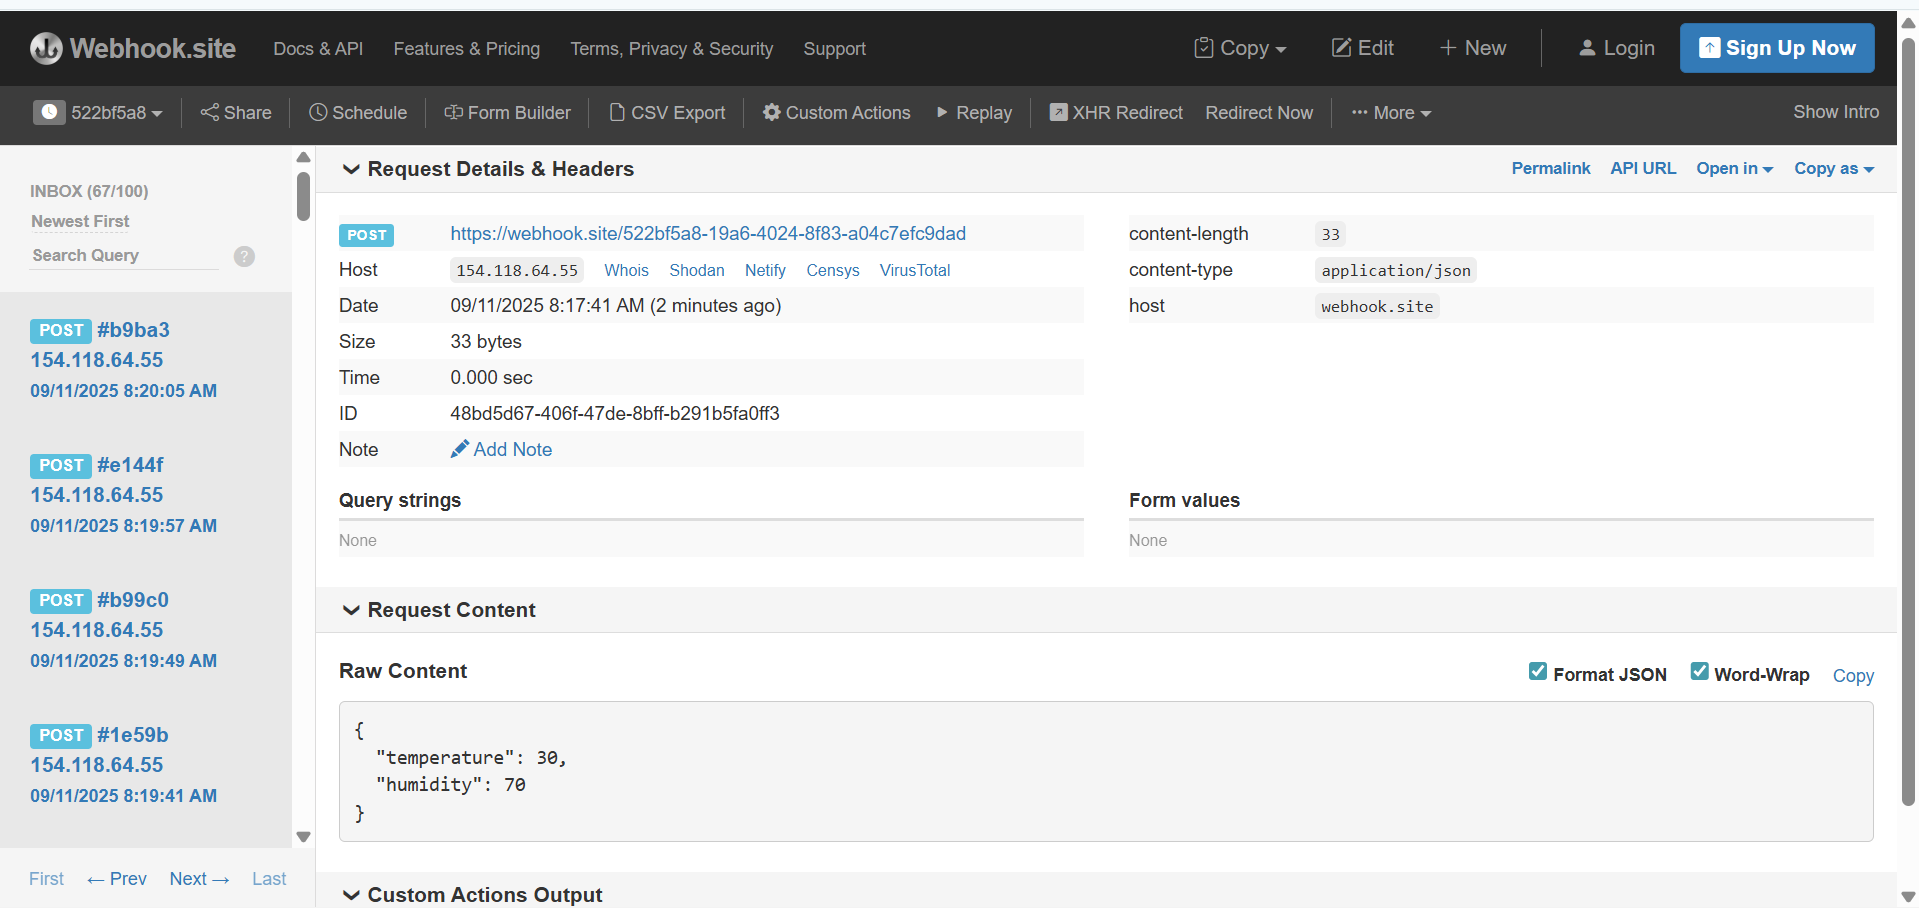 Webhook.site Docs & API Features & Pricing Terms, Privacy & Security Support Copy Edit + New Login Sign Up Now
522bf5a8 Share Schedule Form Builder CSV Export Custom Actions Replay XHR Redirect Redirect Now ··· More Show Intro
INBOX (67/100)
Newest First
Search Query ?
POST #b9ba3
154.118.64.55
09/11/2025 8:20:05 AM
POST #e144f
154.118.64.55
09/11/2025 8:19:57 AM
POST #b99c0
154.118.64.55
09/11/2025 8:19:49 AM
POST #1e59b
154.118.64.55
09/11/2025 8:19:41 AM
First ← Prev Next → Last
Request Details & Headers Permalink API URL Open in Copy as
POST https://webhook.site/522bf5a8-19a6-4024-8f83-a04c7efc9dad
Host 154.118.64.55 Whois Shodan Netify Censys VirusTotal
Date 09/11/2025 8:17:41 AM (2 minutes ago)
Size 33 bytes
Time 0.000 sec
ID 48bd5d67-406f-47de-8bff-b291b5fa0ff3
Note Add Note
content-length 33
content-type application/json
host webhook.site
Query strings
None
Form values
None
Request Content
Raw Content Format JSON Word-Wrap Copy
{
"temperature": 30,
"humidity": 70
}
Custom Actions Output